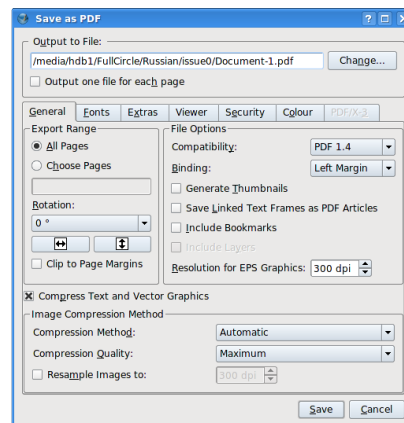 Save as PDF
Output to File:
/media/hdb1/FullCircle/Russian/issue0/Document-1.pdf
Change...
Output one file for each page
General Fonts Extras Viewer Security Colour PDF/X-3
Export Range
All Pages
Choose Pages
Rotation:
0 °
Clip to Page Margins
File Options
Compatibility: PDF 1.4
Binding: Left Margin
Generate Thumbnails
Save Linked Text Frames as PDF Articles
Include Bookmarks
Include Layers
Resolution for EPS Graphics: 300 dpi
Compress Text and Vector Graphics
Image Compression Method
Compression Method: Automatic
Compression Quality: Maximum
Resample Images to: 300 dpi
Save Cancel